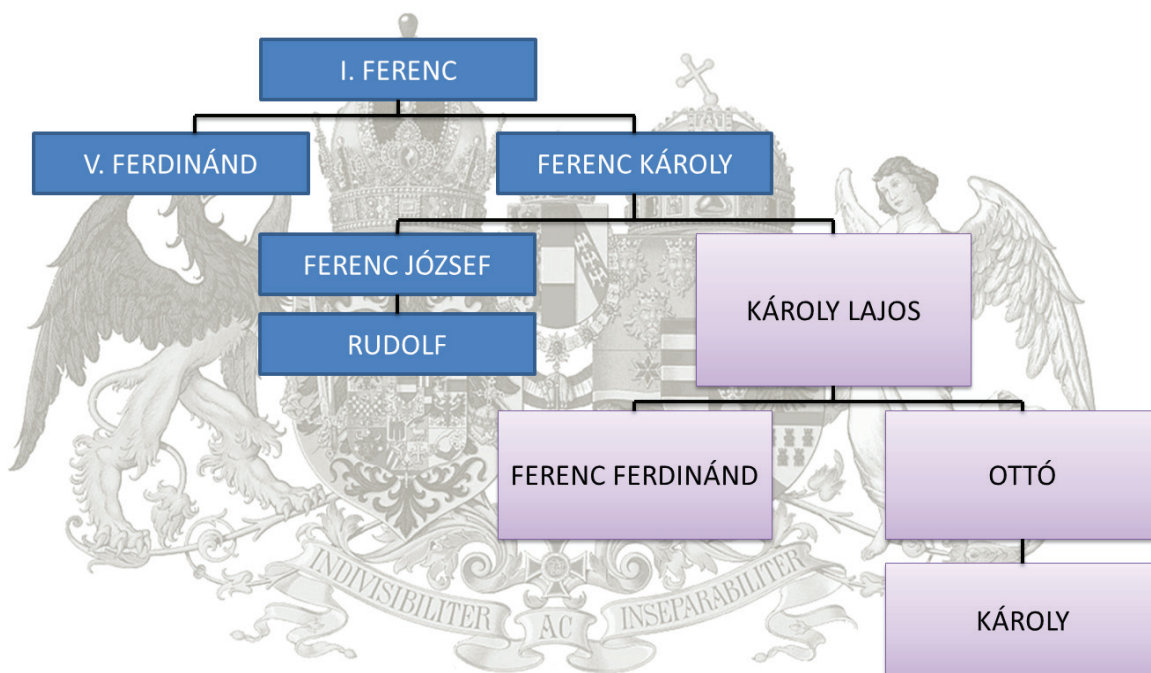 I. FERENC
V. FERDINÁND
FERENC KÁROLY
FERENC JÓZSEF
KÁROLY LAJOS
RUDOLF
FERENC FERDINÁND
OTTÓ
KÁROLY
INDIVISIBILITER AC INSEPARABILITER